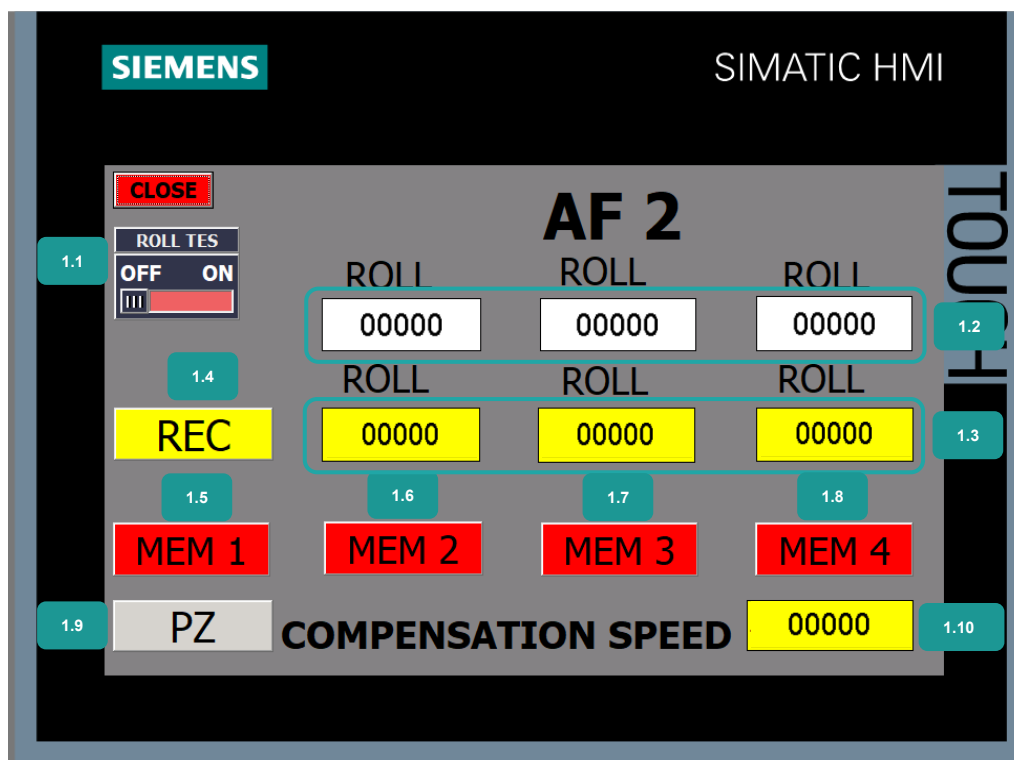 SIEMENS
SIMATIC HMI
TOUCH
CLOSE
AF 2
1.1
ROLL TES
OFF ON
ROLL ROLL ROLL
00000 00000 00000
1.2
1.4
ROLL ROLL ROLL
REC
00000 00000 00000
1.3
1.5 1.6 1.7 1.8
MEM 1 MEM 2 MEM 3 MEM 4
1.9
PZ
COMPENSATION SPEED
00000
1.10